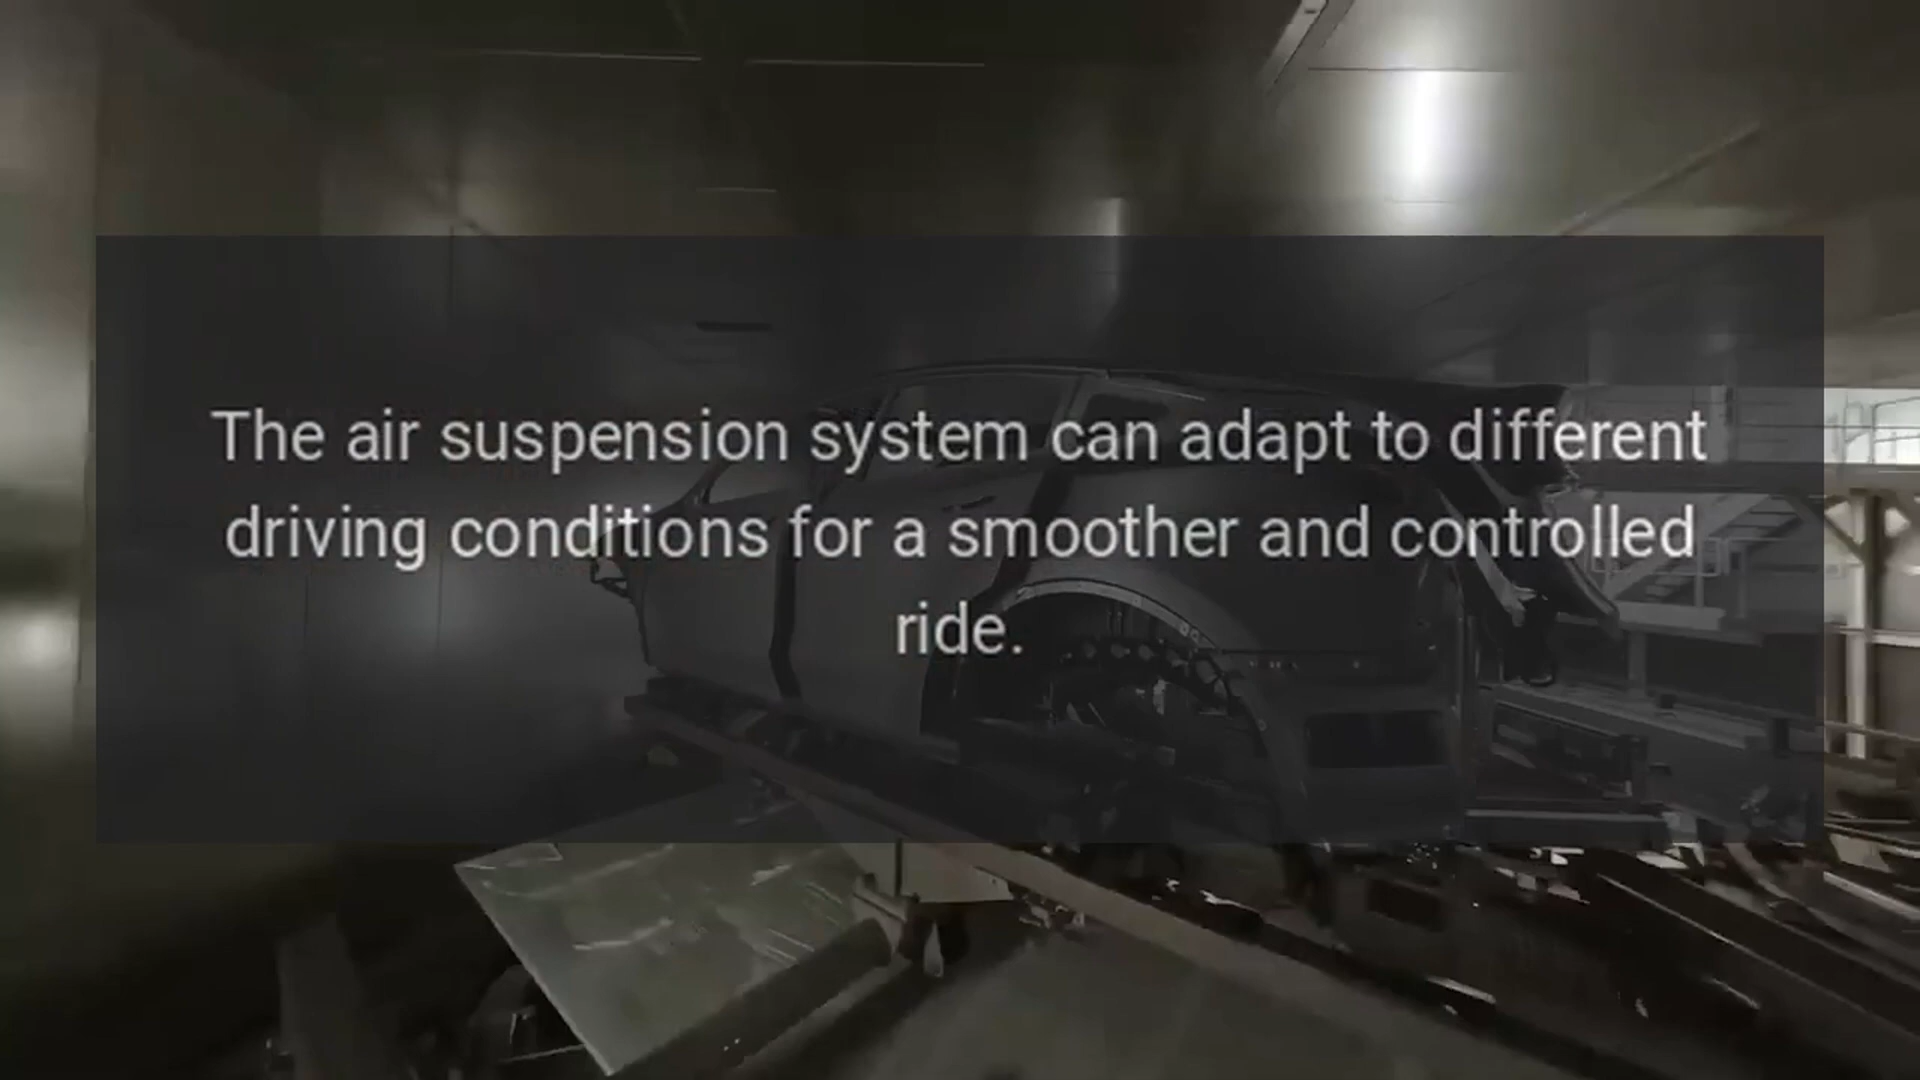 The air suspension system can adapt to different
driving conditions for a smoother and controlled
ride.